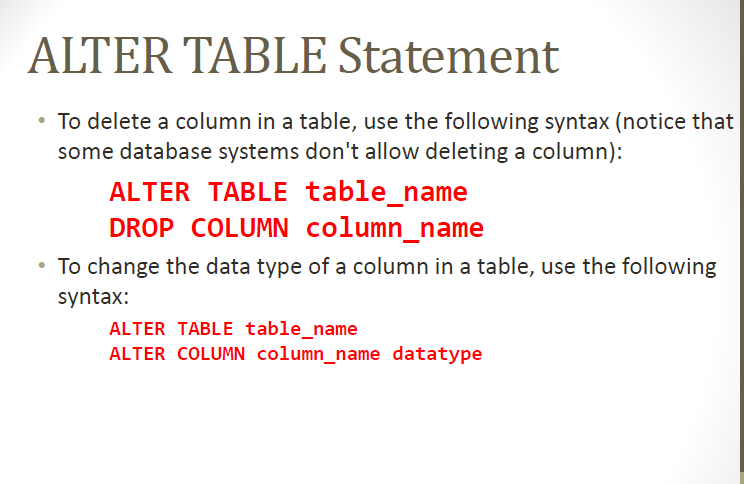 ALTER TABLE Statement
• To delete a column in a table, use the following syntax (notice that
some database systems don't allow deleting a column):
ALTER TABLE table_name
DROP COLUMN column_name
• To change the data type of a column in a table, use the following
syntax:
ALTER TABLE table_name
ALTER COLUMN column_name datatype